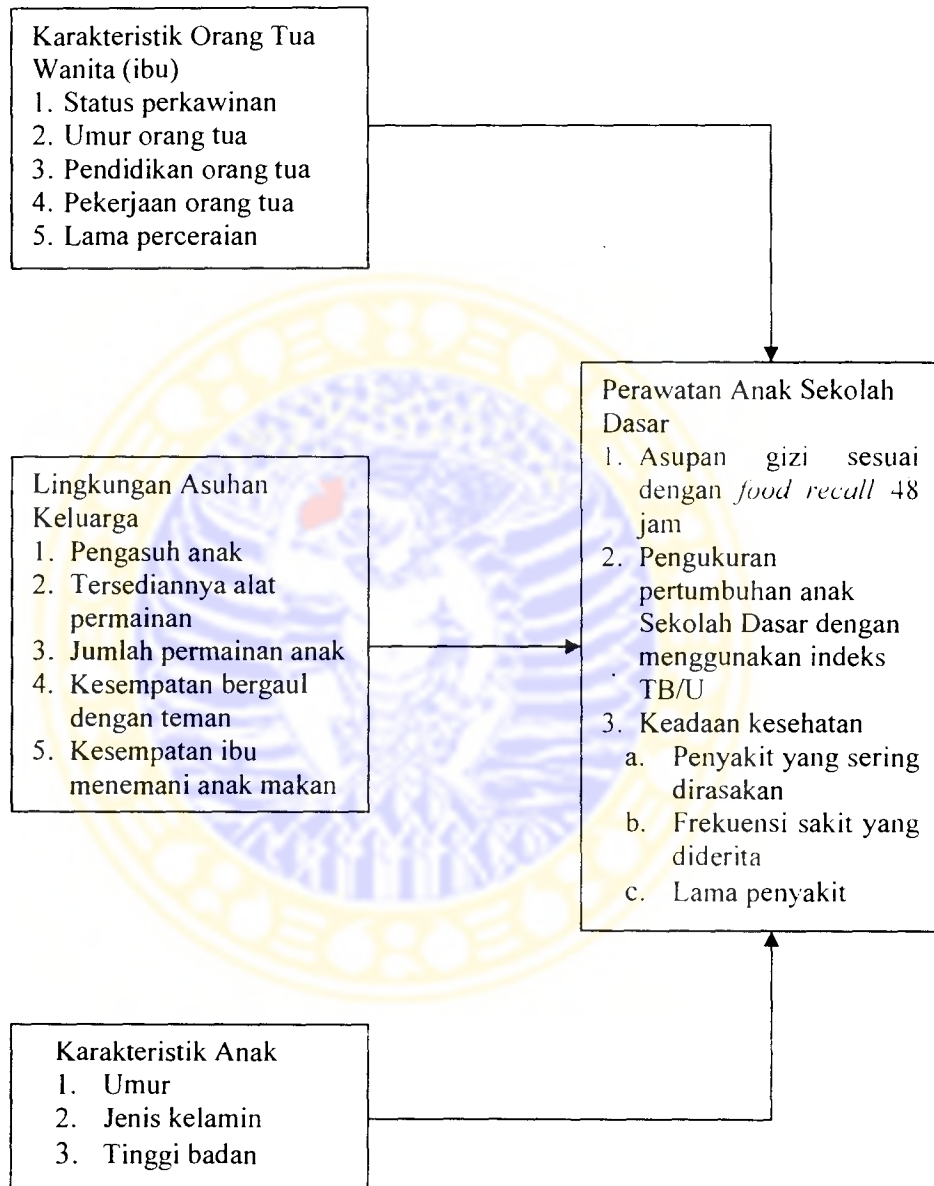 Karakteristik Orang Tua
Wanita (ibu)
1. Status perkawinan
2. Umur orang tua
3. Pendidikan orang tua
4. Pekerjaan orang tua
5. Lama perceraian
Lingkungan Asuhan
Keluarga
1. Pengasuh anak
2. Tersediannya alat
permainan
3. Jumlah permainan anak
4. Kesempatan bergaul
dengan teman
5. Kesempatan ibu
menemani anak makan
Karakteristik Anak
1. Umur
2. Jenis kelamin
3. Tinggi badan
Perawatan Anak Sekolah
Dasar
1. Asupan gizi sesuai
dengan food recall 48
jam
2. Pengukuran
pertumbuhan anak
Sekolah Dasar dengan
menggunakan indeks
TB/U
3. Keadaan kesehatan
a. Penyakit yang sering
dirasakan
b. Frekuensi sakit yang
diderita
c. Lama penyakit